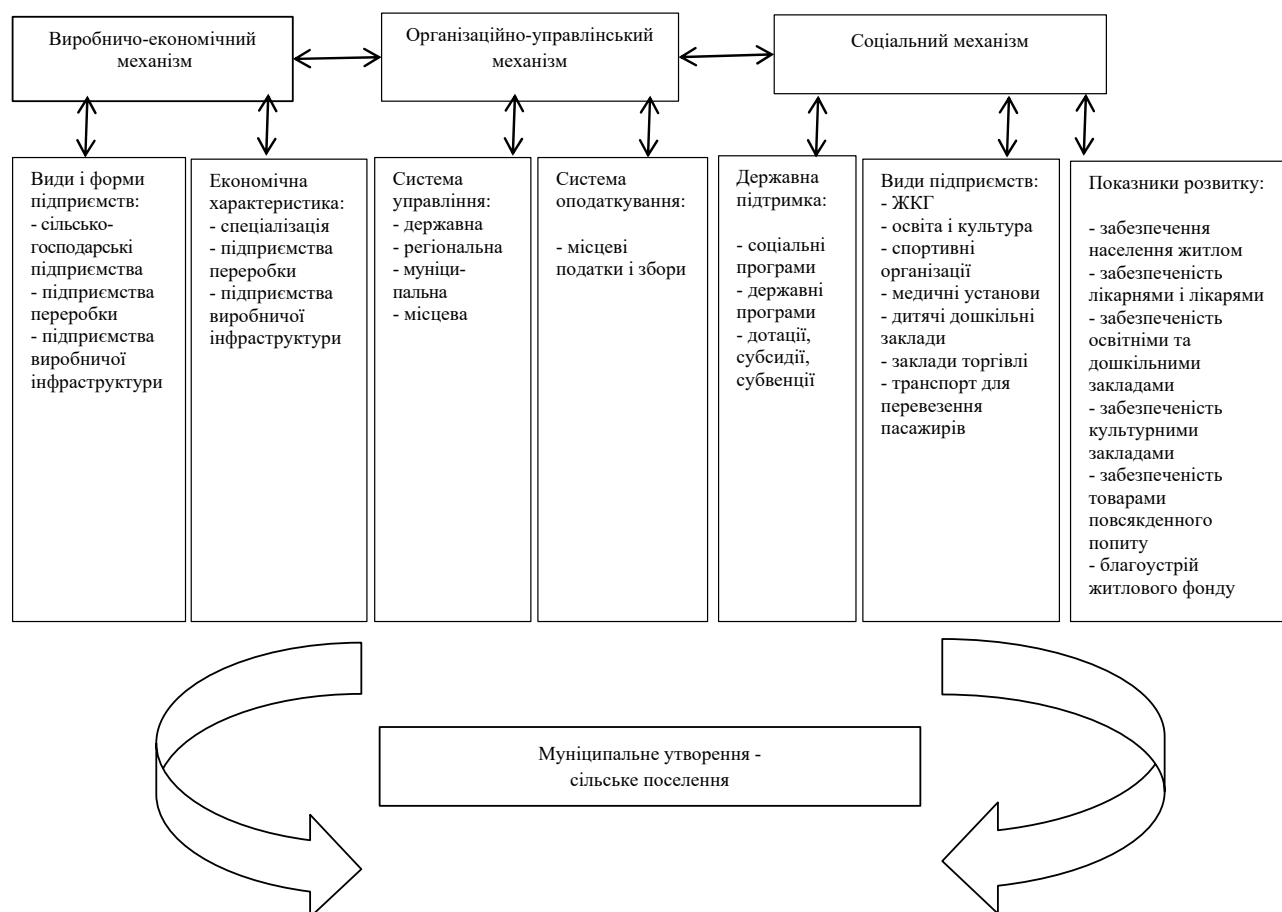 Виробничо-економічний
механізм
Організаційно-управлінський
механізм
Соціальний механізм
Види і форми
підприємств:
- сільсько-
господарські
підприємства
- підприємства
переробки
- підприємства
виробничої
інфраструктури
Економічна
характеристика:
- спеціалізація
- підприємства
переробки
- підприємства
виробничої
інфраструктури
Система
управління:
- державна
- регіональна
- муніци-
пальна
- місцева
Система
оподаткування:
- місцеві
податки і збори
Державна
підтримка:
- соціальні
програми
- державні
програми
- дотації,
субсидії,
субвенції
Види підприємств:
- ЖКГ
- освіта і культура
- спортивні
організації
- медичні установи
- дитячі дошкільні
заклади
- заклади торгівлі
- транспорт для
перевезення
пасажирів
Показники розвитку:
- забезпечення
населення житлом
- забезпеченість
лікарнями і лікарями
- забезпеченість
освітніми та
дошкільними
закладами
- забезпеченість
культурними
закладами
- забезпеченість
товарами
повсякденного
попиту
- благоустрій
житлового фонду
Муніципальне утворення -
сільське поселення